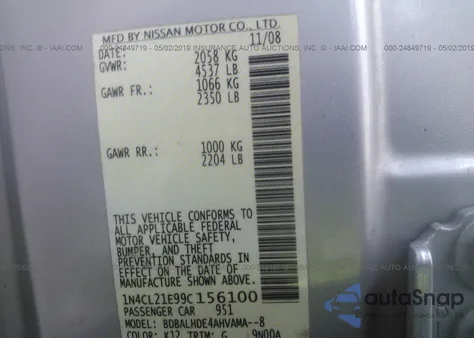 MFD BY NISSAN MOTOR CO., LTD.
DATE: 11/08
GVWR: 2058 KG
4537 LB
GAWR FR.: 1066 KG
2350 LB
GAWR RR.: 1000 KG
2204 LB
THIS VEHICLE CONFORMS TO
ALL APPLICABLE FEDERAL
MOTOR VEHICLE SAFETY,
BUMPER, AND THEFT
PREVENTION STANDARDS IN
EFFECT ON THE DATE OF
MANUFACTURE SHOWN ABOVE.
1N4CL21E99C156100
PASSENGER CAR 951
MODEL: BDBALHDE4AHVAMA--8
COLOR: K12 TRIM: G
autoSnap